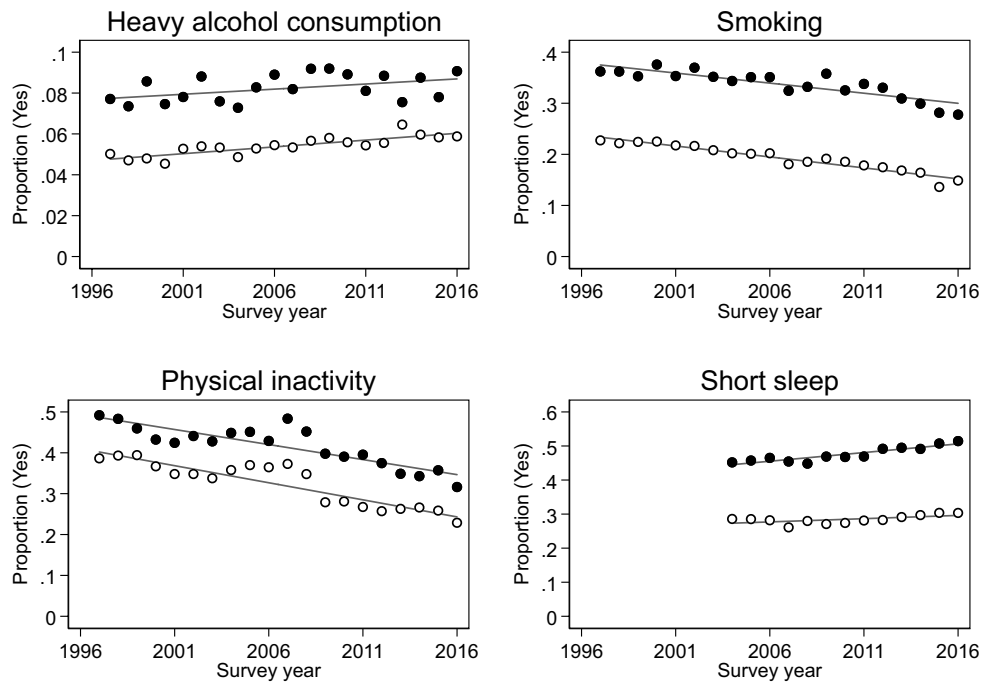 Heavy alcohol consumption
Proportion (Yes)
.1
.08
.06
.04
.02
0
1996 2001 2006 2011 2016
Survey year
Smoking
Proportion (Yes)
.4
.3
.2
.1
0
1996 2001 2006 2011 2016
Survey year
Physical inactivity
Proportion (Yes)
.5
.4
.3
.2
.1
0
1996 2001 2006 2011 2016
Survey year
Short sleep
Proportion (Yes)
.6
.5
.4
.3
.2
.1
0
1996 2001 2006 2011 2016
Survey year